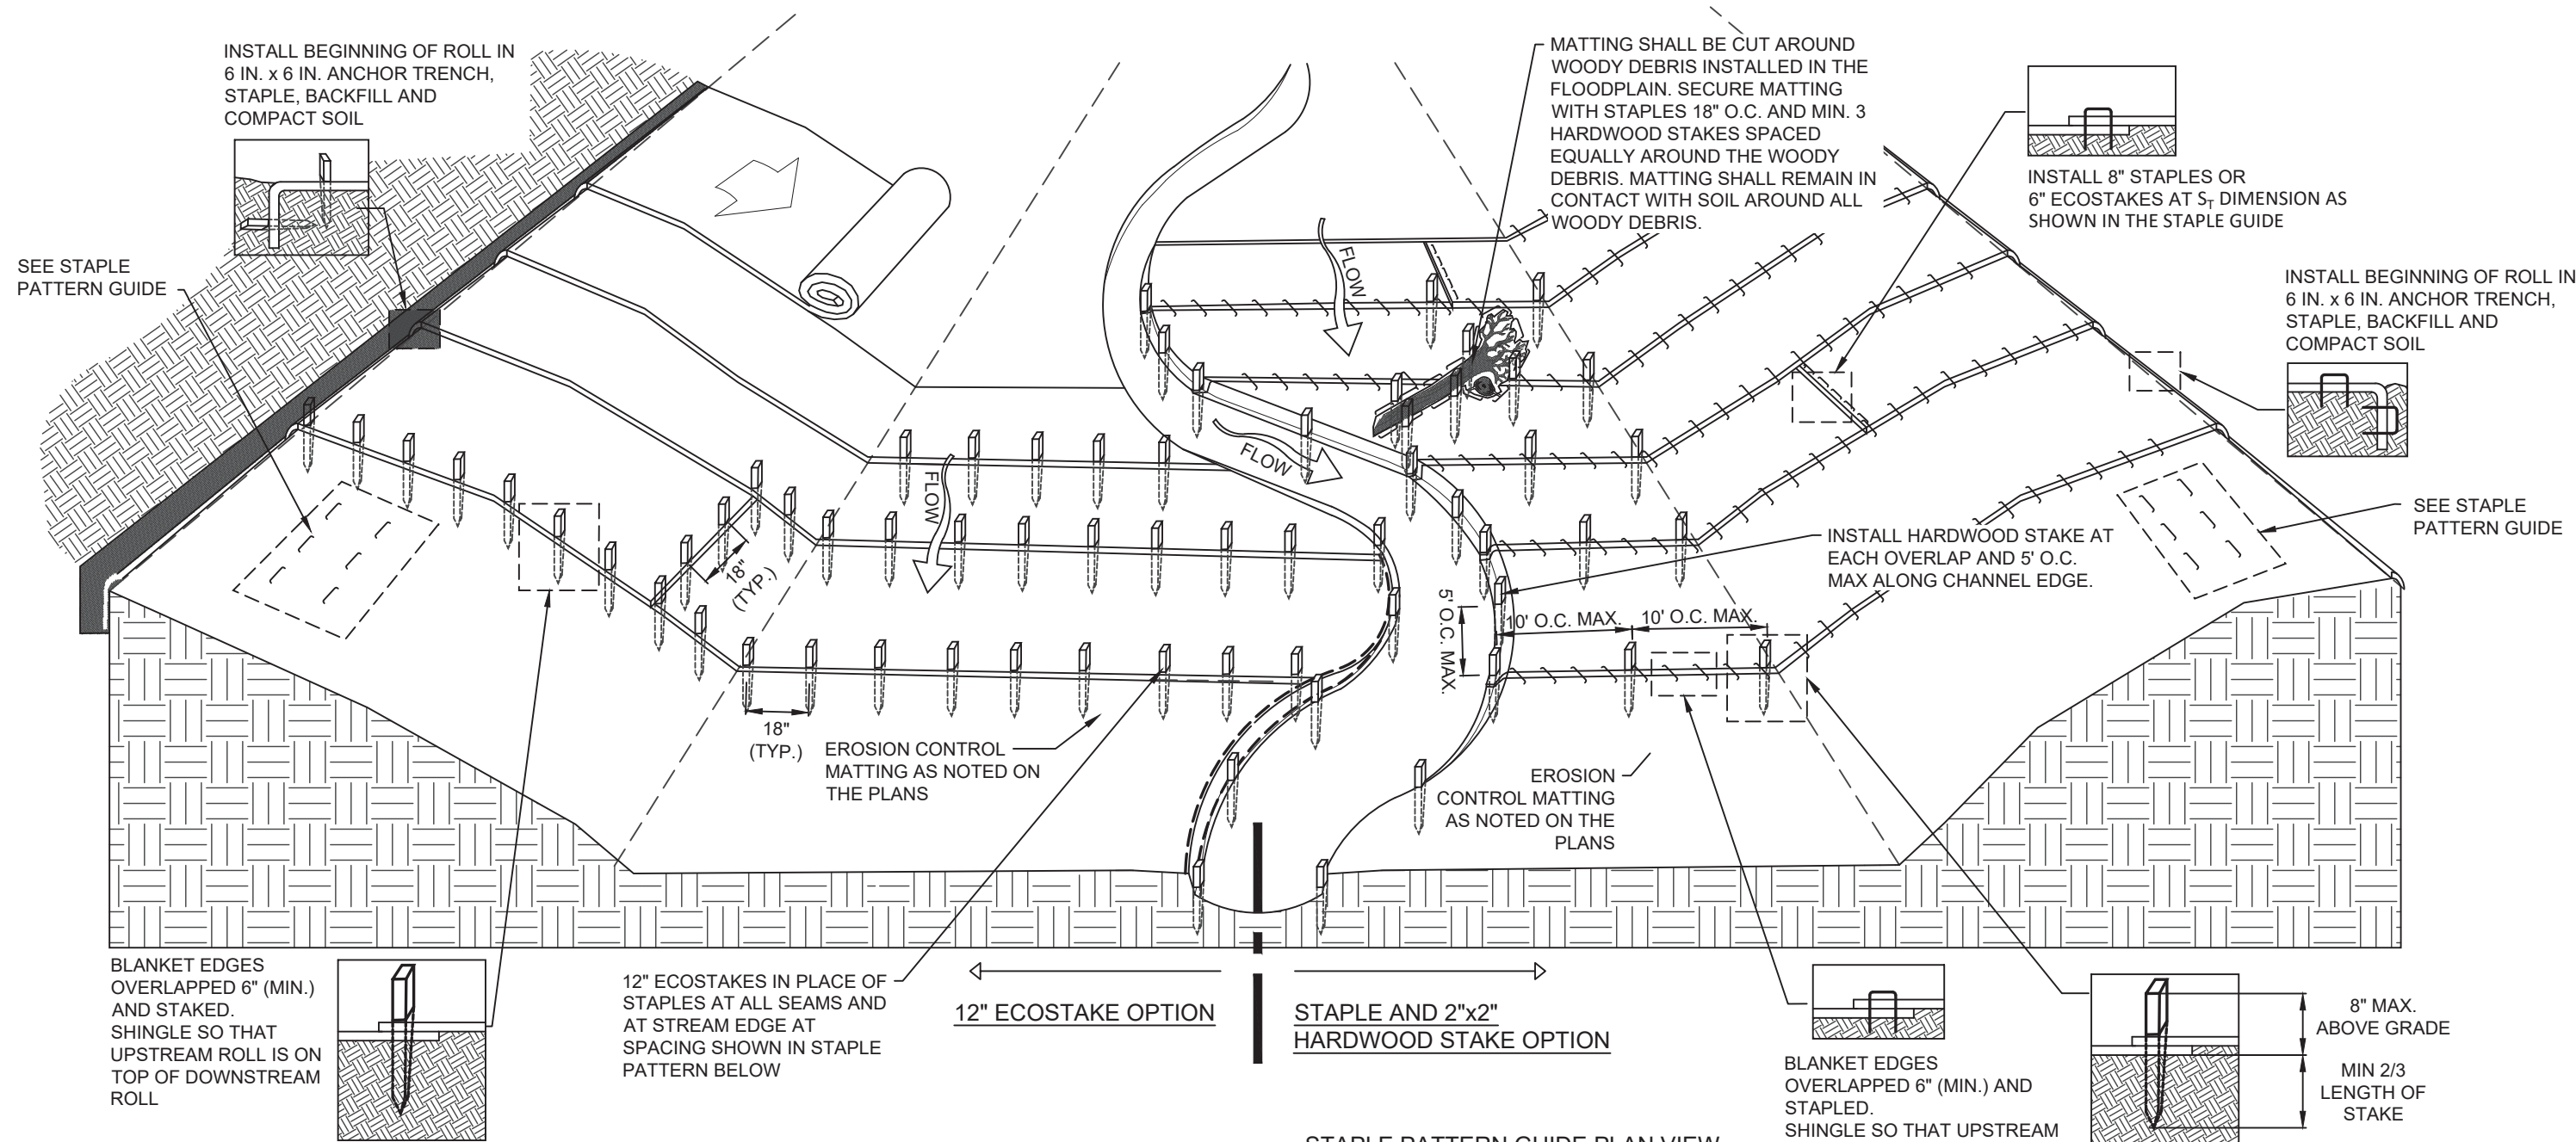 INSTALL BEGINNING OF ROLL IN
6 IN. x 6 IN. ANCHOR TRENCH,
STAPLE, BACKFILL AND
COMPACT SOIL
SEE STAPLE
PATTERN GUIDE
MATTING SHALL BE CUT AROUND
WOODY DEBRIS INSTALLED IN THE
FLOODPLAIN. SECURE MATTING
WITH STAPLES 18" O.C. AND MIN. 3
HARDWOOD STAKES SPACED
EQUALLY AROUND THE WOODY
DEBRIS. MATTING SHALL REMAIN IN
CONTACT WITH SOIL AROUND ALL
WOODY DEBRIS.
INSTALL 8" STAPLES OR
6" ECOSTAKES AT S_T DIMENSION AS
SHOWN IN THE STAPLE GUIDE
INSTALL BEGINNING OF ROLL IN
6 IN. x 6 IN. ANCHOR TRENCH,
STAPLE, BACKFILL AND
COMPACT SOIL
FLOW
FLOW
FLOW
SEE STAPLE
PATTERN GUIDE
INSTALL HARDWOOD STAKE AT
EACH OVERLAP AND 5' O.C.
MAX ALONG CHANNEL EDGE.
18"
(TYP.)
5' O.C. MAX.
10' O.C. MAX.
10' O.C. MAX.
18"
(TYP.)
EROSION CONTROL
MATTING AS NOTED ON
THE PLANS
EROSION
CONTROL MATTING
AS NOTED ON THE
PLANS
BLANKET EDGES
OVERLAPPED 6" (MIN.)
AND STAKED.
SHINGLE SO THAT
UPSTREAM ROLL IS ON
TOP OF DOWNSTREAM
ROLL
12" ECOSTAKES IN PLACE OF
STAPLES AT ALL SEAMS AND
AT STREAM EDGE AT
SPACING SHOWN IN STAPLE
PATTERN BELOW
12" ECOSTAKE OPTION
STAPLE AND 2"x2"
HARDWOOD STAKE OPTION
BLANKET EDGES
OVERLAPPED 6" (MIN.) AND
STAPLED.
SHINGLE SO THAT UPSTREAM
8" MAX.
ABOVE GRADE
MIN 2/3
LENGTH OF
STAKE
STAPLE PATTERN GUIDE PLAN VIEW